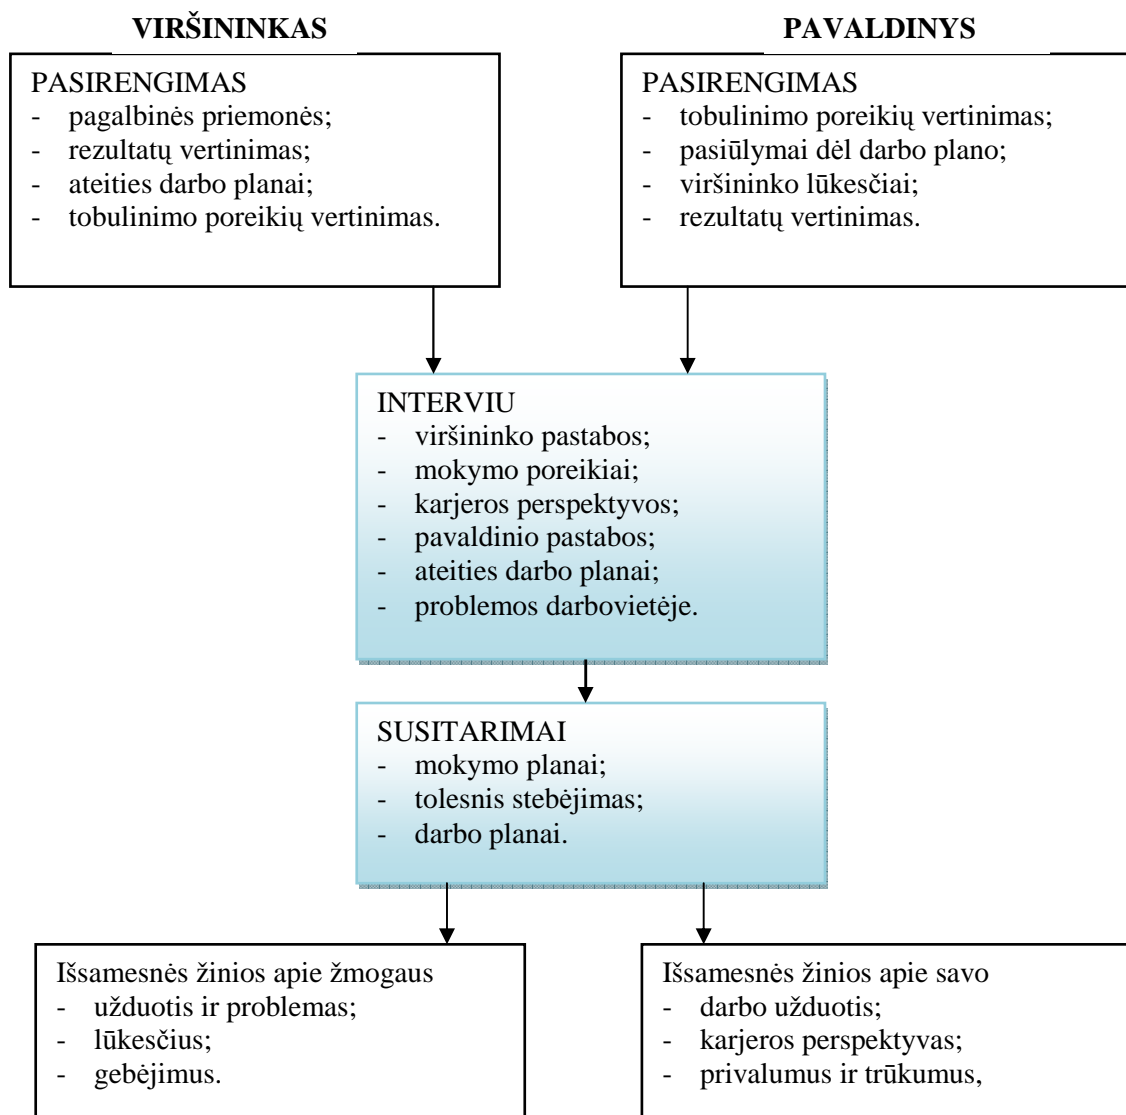 VIRŠININKAS
PAVALDINYS
PASIRENGIMAS
- pagalbinės priemonės;
- rezultatų vertinimas;
- ateities darbo planai;
- tobulinimo poreikių vertinimas.
PASIRENGIMAS
- tobulinimo poreikių vertinimas;
- pasiūlymai dėl darbo plano;
- viršininko lūkesčiai;
- rezultatų vertinimas.
INTERVIU
- viršininko pastabos;
- mokymo poreikiai;
- karjeros perspektyvos;
- pavaldinio pastabos;
- ateities darbo planai;
- problemos darbovietėje.
SUSITARIMAI
- mokymo planai;
- tolesnis stebėjimas;
- darbo planai.
Išsamesnės žinios apie žmogaus
- užduotis ir problemas;
- lūkesčius;
- gebėjimus.
Išsamesnės žinios apie savo
- darbo užduotis;
- karjeros perspektyvas;
- privalumus ir trūkumus,